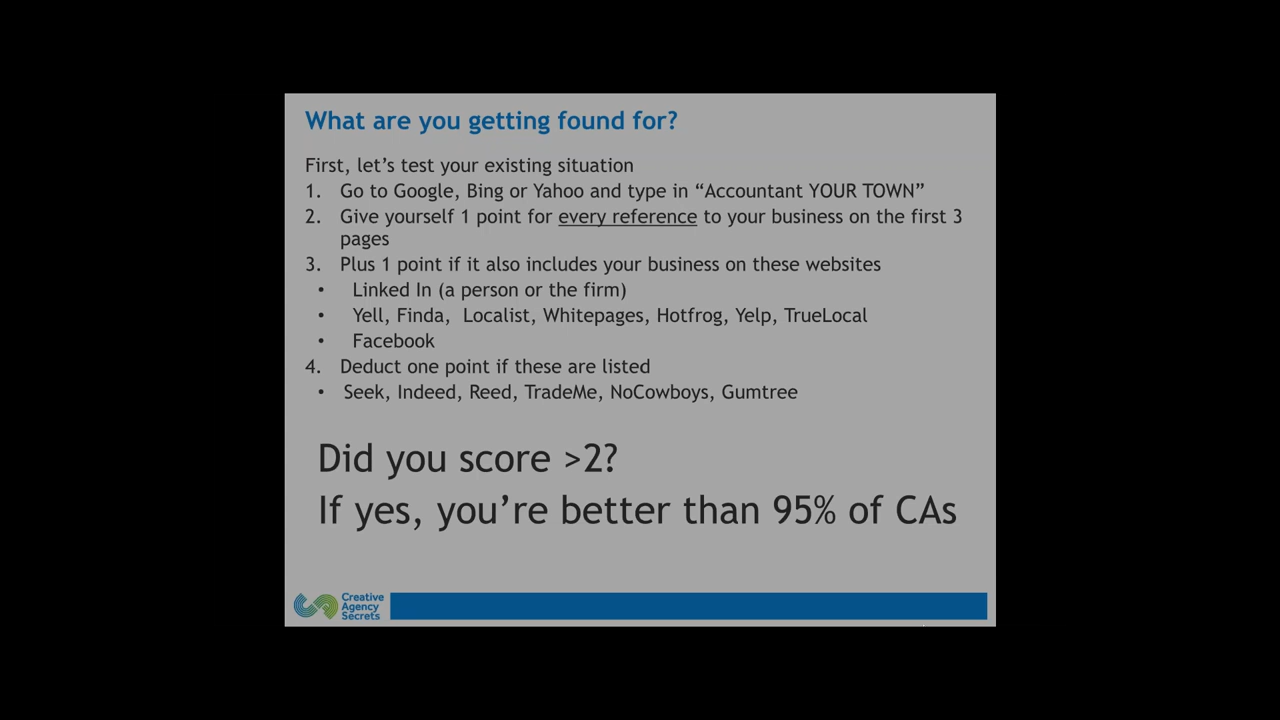 What are you getting found for?
First, let’s test your existing situation
1. Go to Google, Bing or Yahoo and type in “Accountant YOUR TOWN”
2. Give yourself 1 point for every reference to your business on the first 3
pages
3. Plus 1 point if it also includes your business on these websites
• Linked In (a person or the firm)
• Yell, Finda, Localist, Whitepages, Hotfrog, Yelp, TrueLocal
• Facebook
4. Deduct one point if these are listed
• Seek, Indeed, Reed, TradeMe, NoCowboys, Gumtree
Did you score >2?
If yes, you’re better than 95% of CAs
Creative
Agency
Secrets